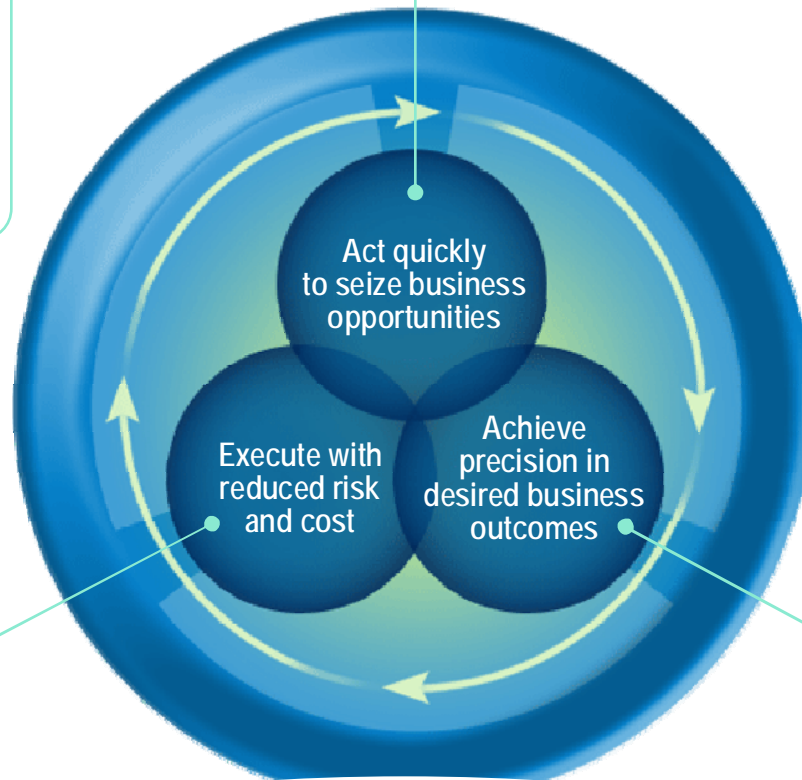 Act quickly
to seize business
opportunities
Execute with
reduced risk
and cost
Achieve
precision in
desired business
outcomes